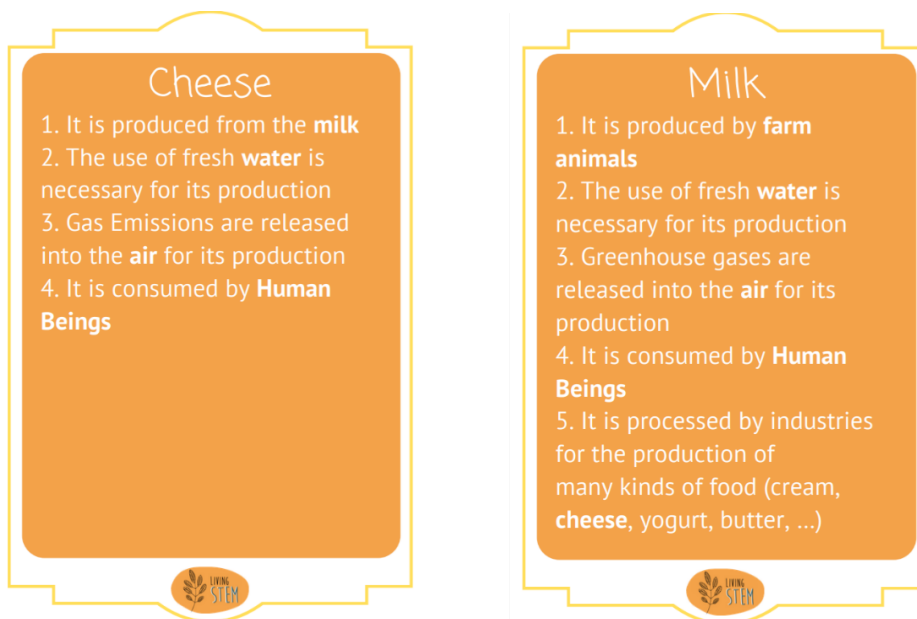 Cheese
1. It is produced from the milk
2. The use of fresh water is
necessary for its production
3. Gas Emissions are released
into the air for its production
4. It is consumed by Human
Beings
LIVING
STEM
Milk
1. It is produced by farm
animals
2. The use of fresh water is
necessary for its production
3. Greenhouse gases are
released into the air for its
production
4. It is consumed by Human
Beings
5. It is processed by industries
for the production of
many kinds of food (cream,
cheese, yogurt, butter, ...)
LIVING
STEM